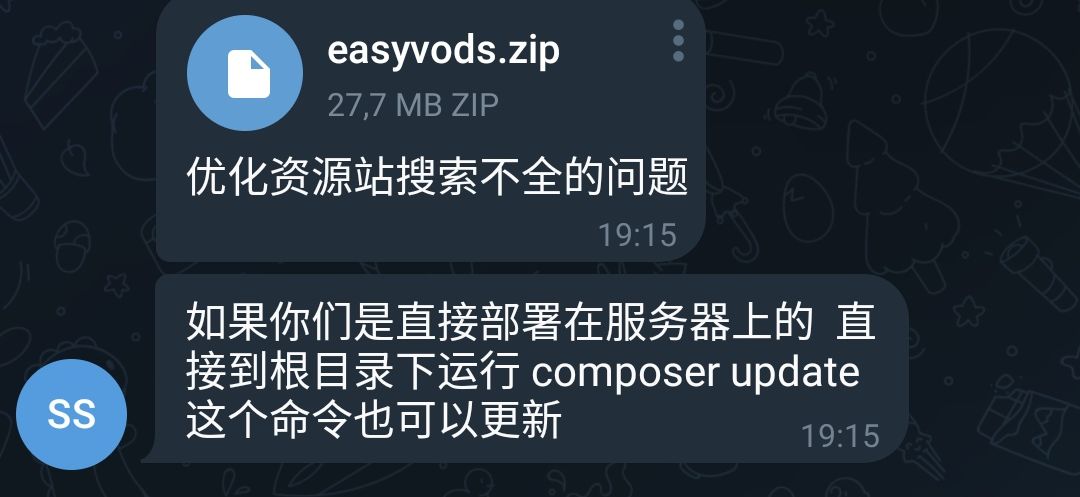 easyvods.zip
27,7 MB ZIP
优化资源站搜索不全的问题
19:15
如果你们是直接部署在服务器上的 直
接到根目录下运行 composer update
这个命令也可以更新
19:15
SS